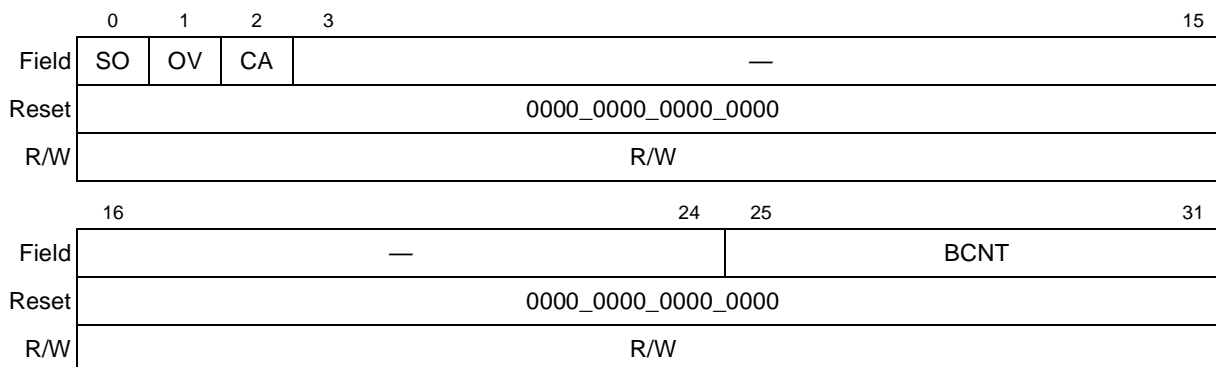 0 1 2 3 15
Field SO OV CA —
Reset 0000_0000_0000_0000
R/W R/W
16 24 25 31
Field — BCNT
Reset 0000_0000_0000_0000
R/W R/W